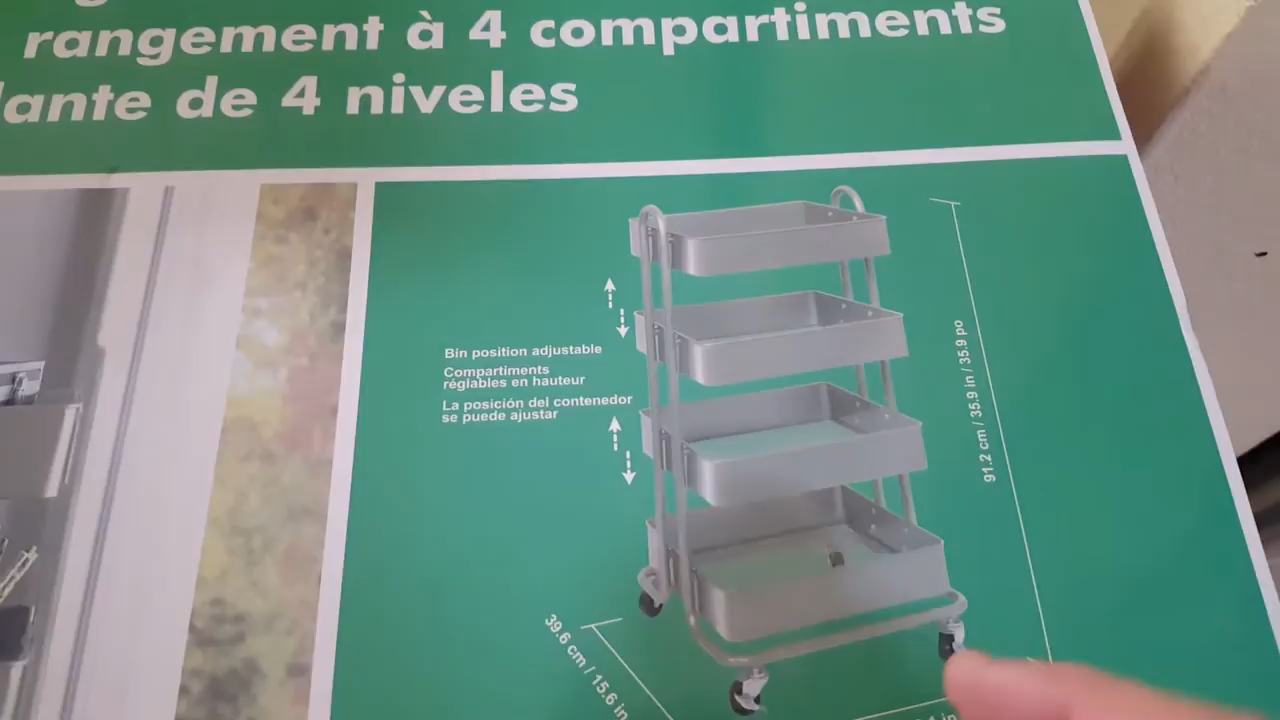 rangement à 4 compartiments
de 4 niveles
Bin position adjustable
Compartiments
réglables en hauteur
La posición del contenedor
se puede ajustar
91.2 cm / 35.9 in / 35.9 po
39.6 cm / 15.6 in
in